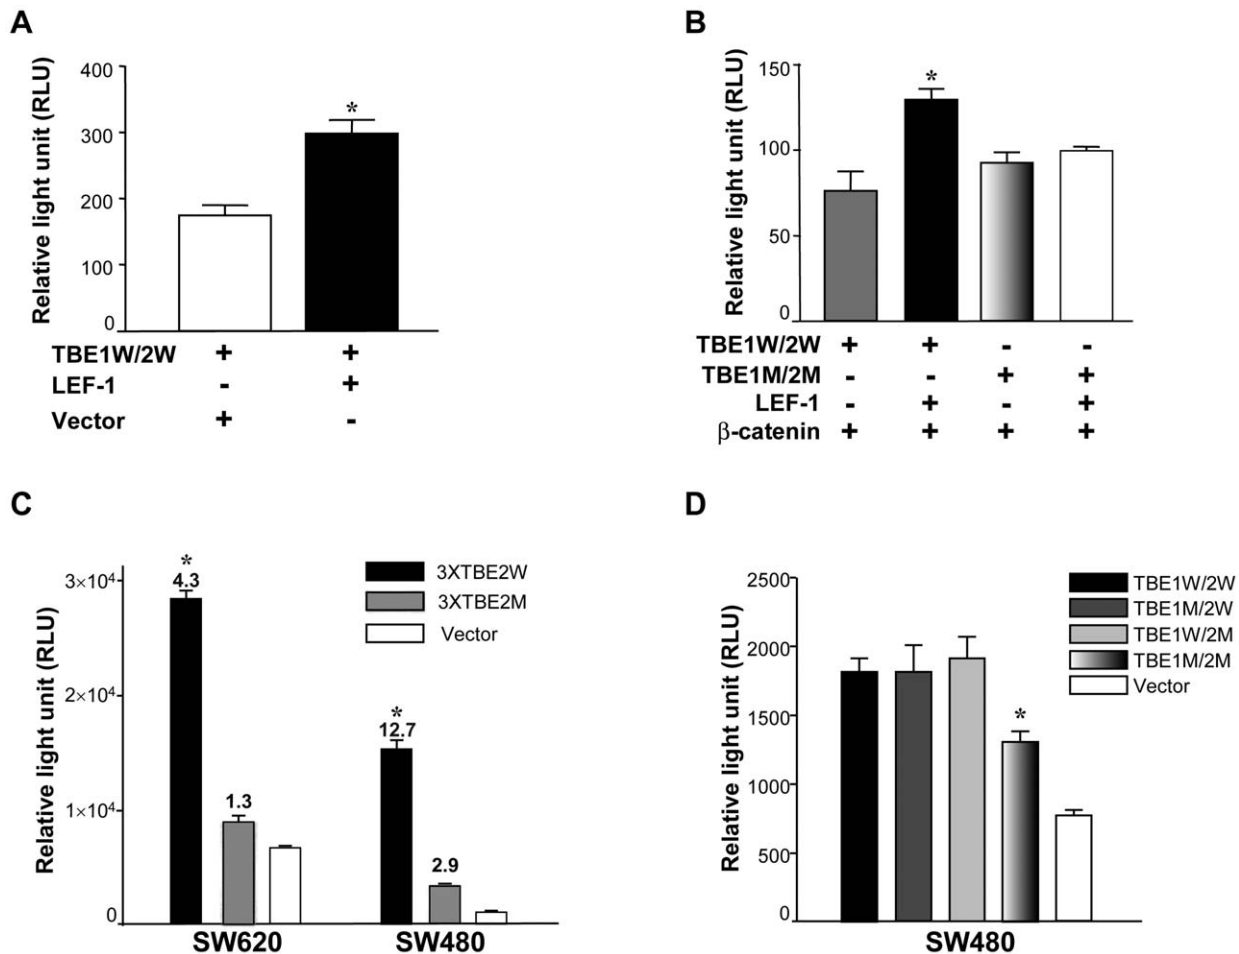 A
Relative light unit (RLU)
400
300
200
100
0
*
TBE1W/2W + +
LEF-1 - +
Vector + -
B
Relative light unit (RLU)
150
100
50
0
*
TBE1W/2W + + - -
TBE1M/2M - - + +
LEF-1 - + - +
β-catenin + + + +
C
Relative light unit (RLU)
3×10⁴
2×10⁴
1×10⁴
0
*
4.3
1.3
*
12.7
2.9
3XTBE2W
3XTBE2M
Vector
SW620 SW480
D
Relative light unit (RLU)
2500
2000
1500
1000
500
0
*
TBE1W/2W
TBE1M/2W
TBE1W/2M
TBE1M/2M
Vector
SW480